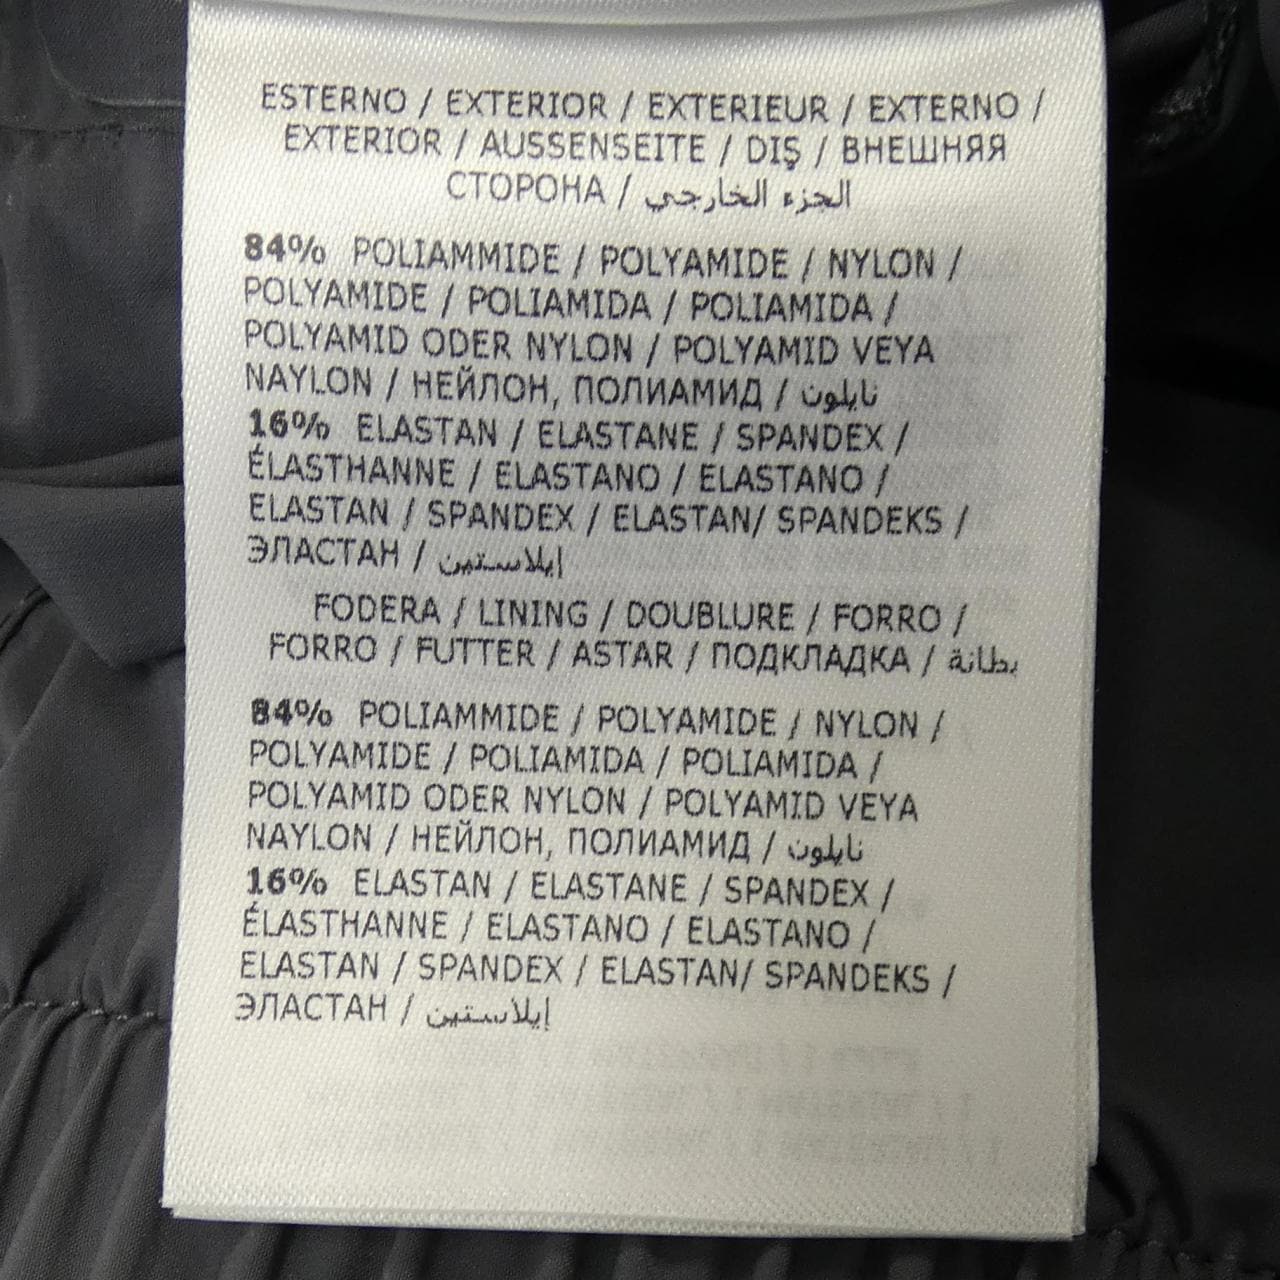 ESTERNO / EXTERIOR / EXTERIEUR / EXTERNO /
EXTERIOR / AUSSENSEITE / DIŞ / ВНЕШНЯЯ
СТОРОНА / الجزء الخارجي
84% POLIAMMIDE / POLYAMIDE / NYLON /
POLYAMIDE / POLIAMIDA / POLIAMIDA /
POLYAMID ODER NYLON / POLYAMID VEYA
NAYLON / НЕЙЛОН, ПОЛИАМИД / نايلون
16% ELASTAN / ELASTANE / SPANDEX /
ÉLASTHANNE / ELASTANO / ELASTANO /
ELASTAN / SPANDEX / ELASTAN/ SPANDEKS /
ЭЛАСТАН / إيلاستين
FODERA / LINING / DOUBLURE / FORRO /
FORRO / FUTTER / ASTAR / ПОДКЛАДКА / بطانة
84% POLIAMMIDE / POLYAMIDE / NYLON /
POLYAMIDE / POLIAMIDA / POLIAMIDA /
POLYAMID ODER NYLON / POLYAMID VEYA
NAYLON / НЕЙЛОН, ПОЛИАМИД / نايلون
16% ELASTAN / ELASTANE / SPANDEX /
ÉLASTHANNE / ELASTANO / ELASTANO /
ELASTAN / SPANDEX / ELASTAN/ SPANDEKS /
ЭЛАСТАН / إيلاستين